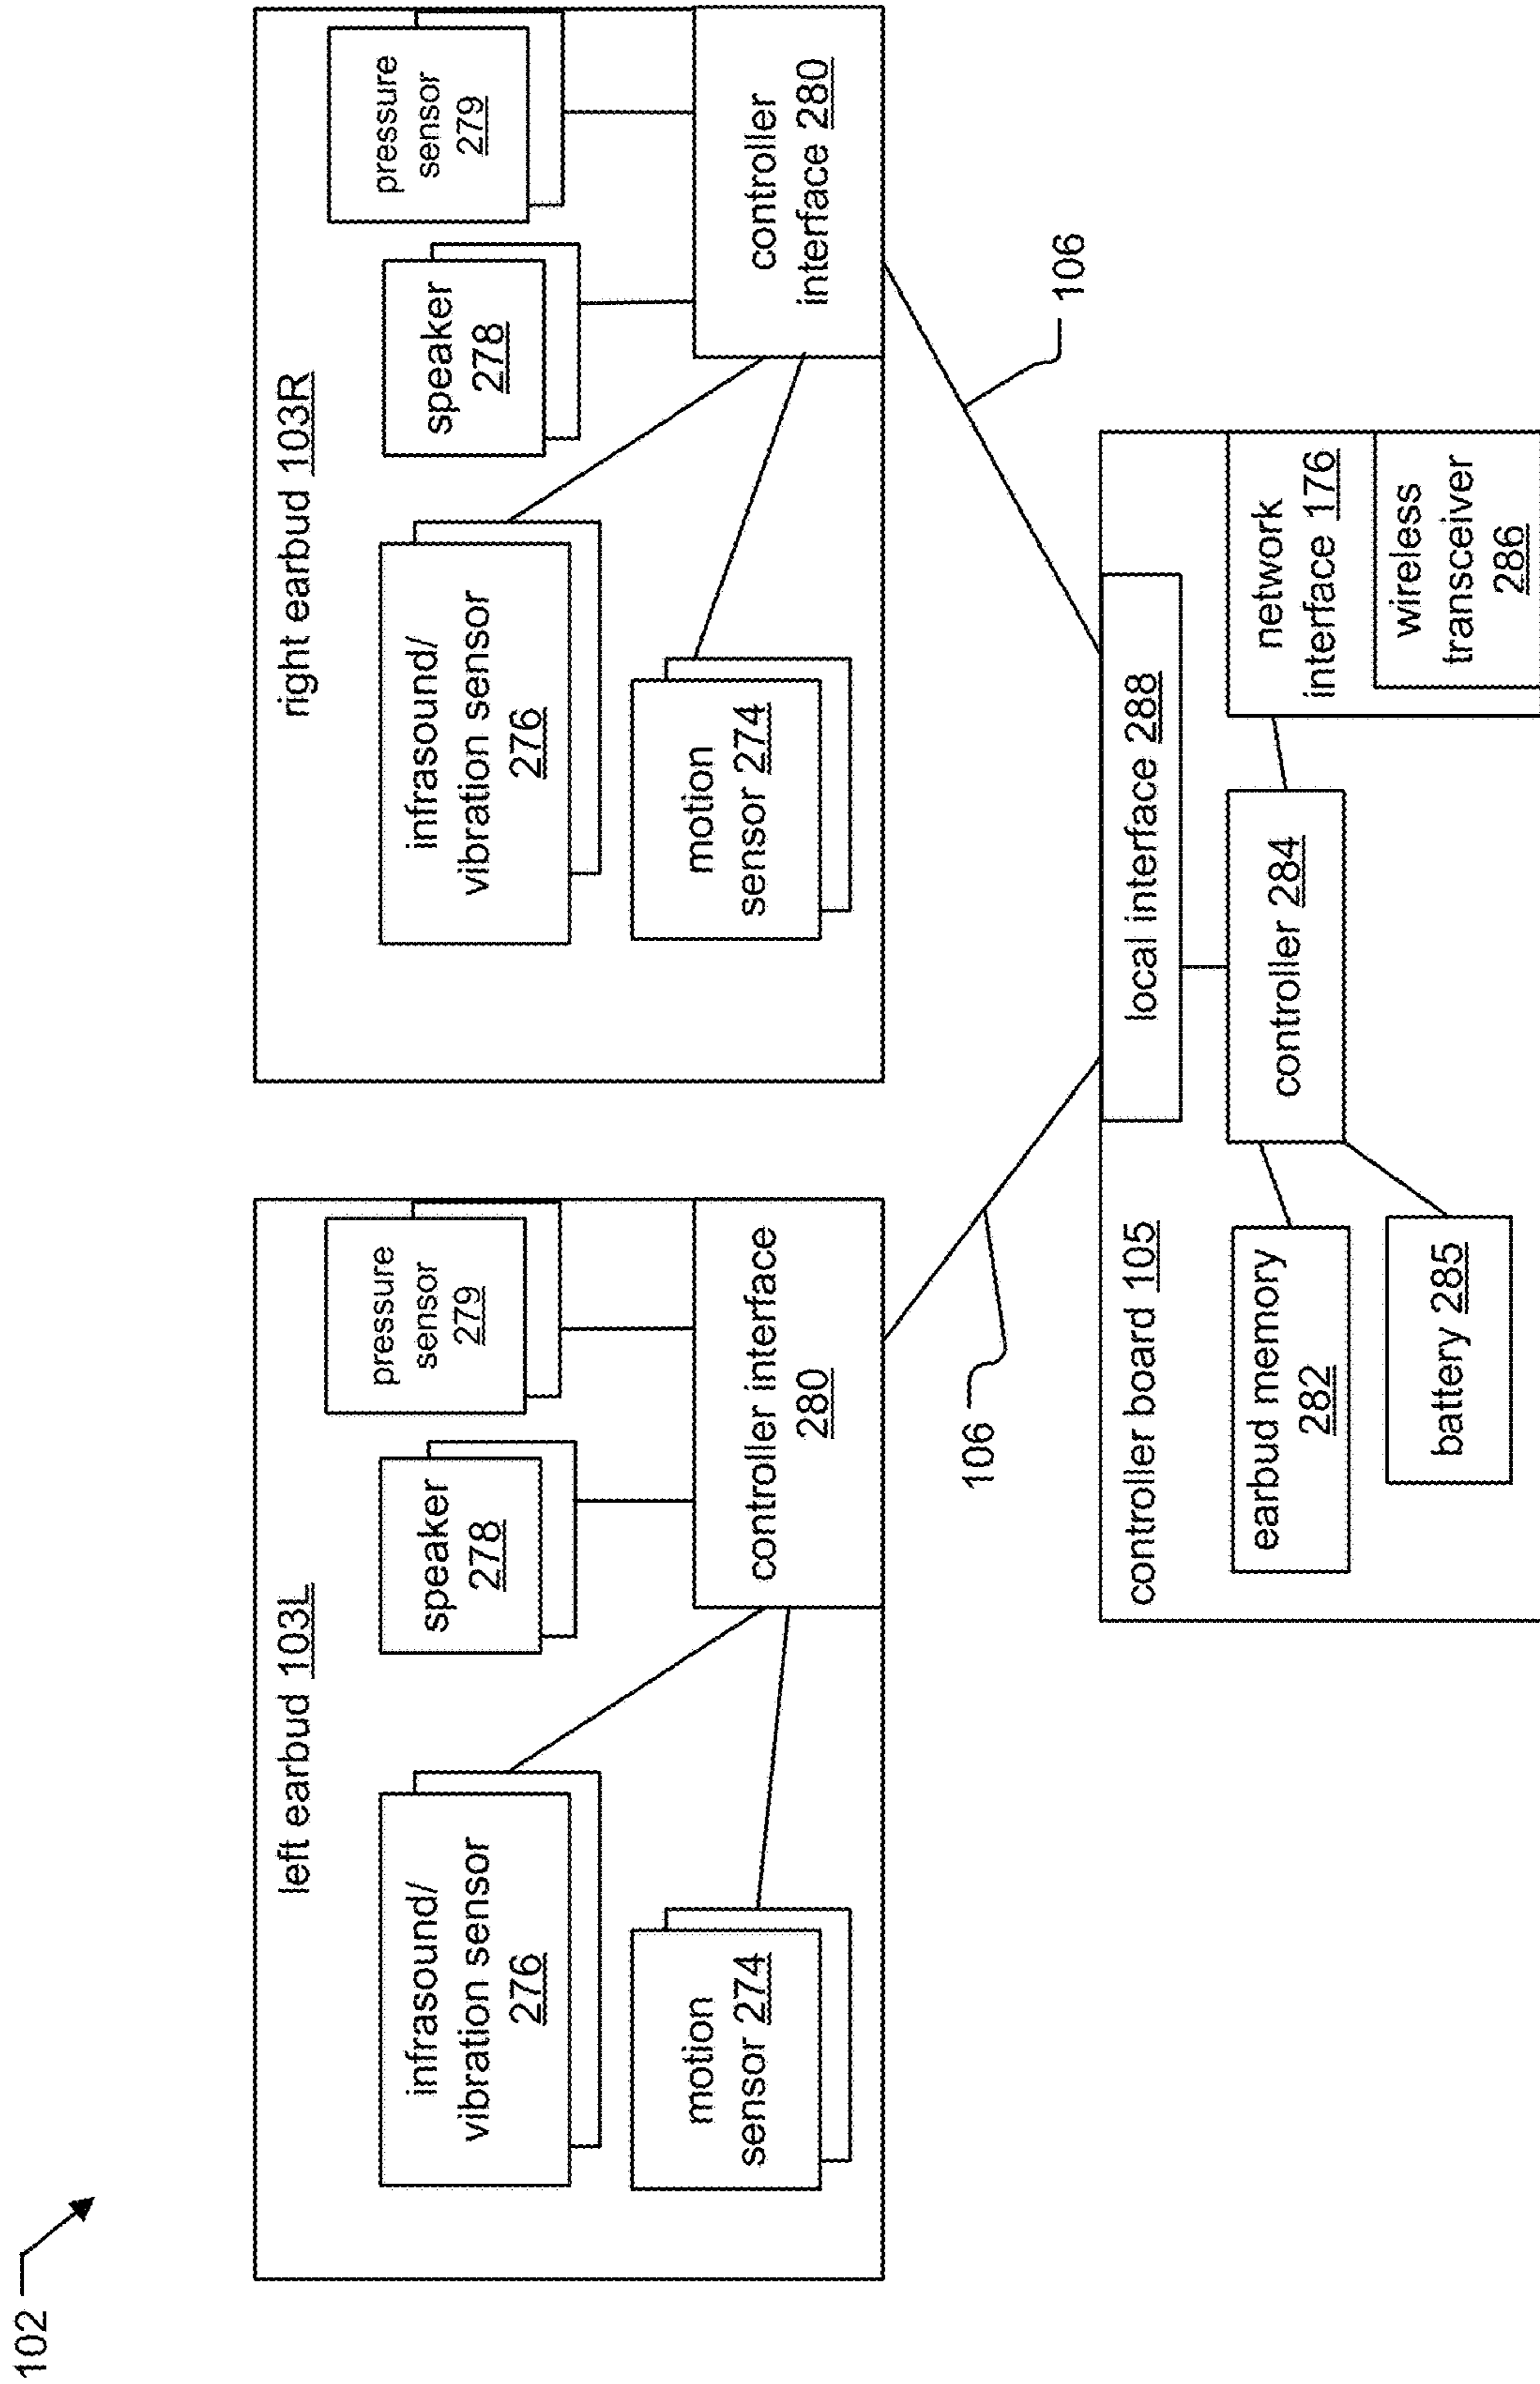 102
left earbud 103L
infrasound/
vibration sensor
276
motion
sensor 274
speaker
278
pressure
sensor
279
controller interface
280
right earbud 103R
infrasound/
vibration sensor
276
motion
sensor 274
speaker
278
pressure
sensor
279
controller
interface 280
106
106
controller board 105
local interface 288
earbud memory
282
battery 285
controller 284
network
interface 176
wireless
transceiver
286